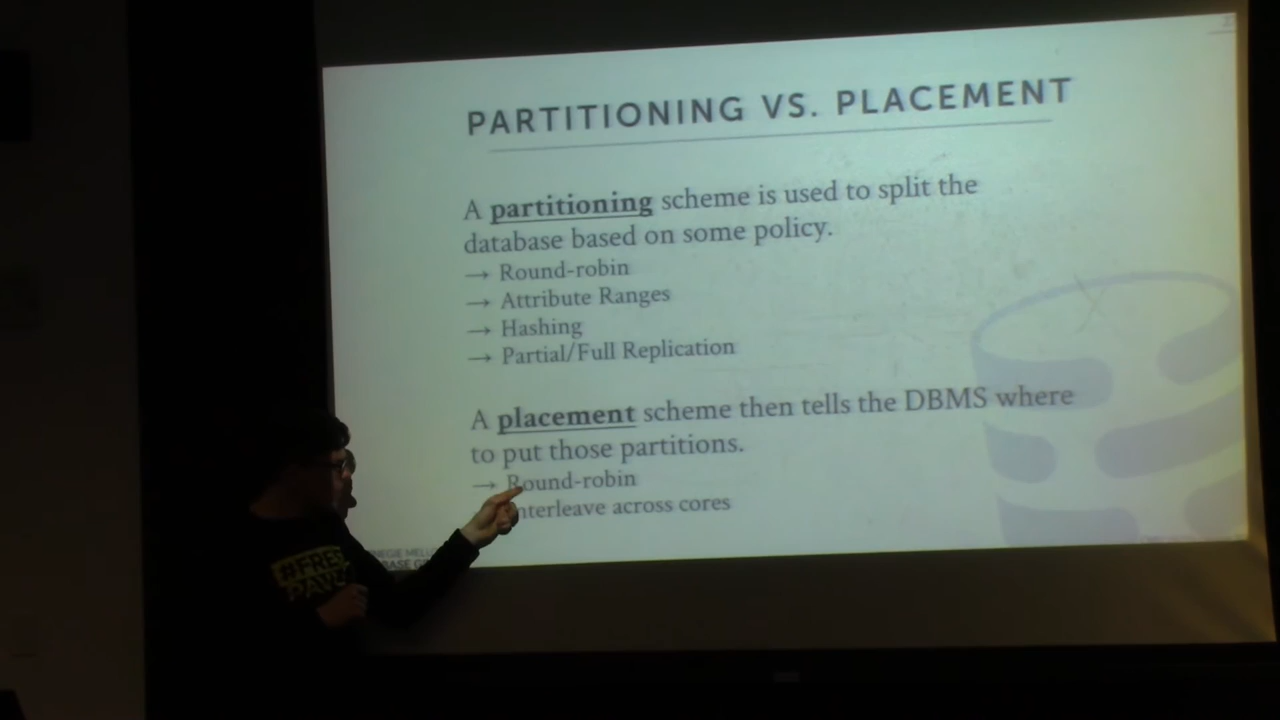 PARTITIONING VS. PLACEMENT
A partitioning scheme is used to split the
database based on some policy.
→ Round-robin
→ Attribute Ranges
→ Hashing
→ Partial/Full Replication
A placement scheme then tells the DBMS where
to put those partitions.
→ Round-robin
nterleave across cores
#FREE